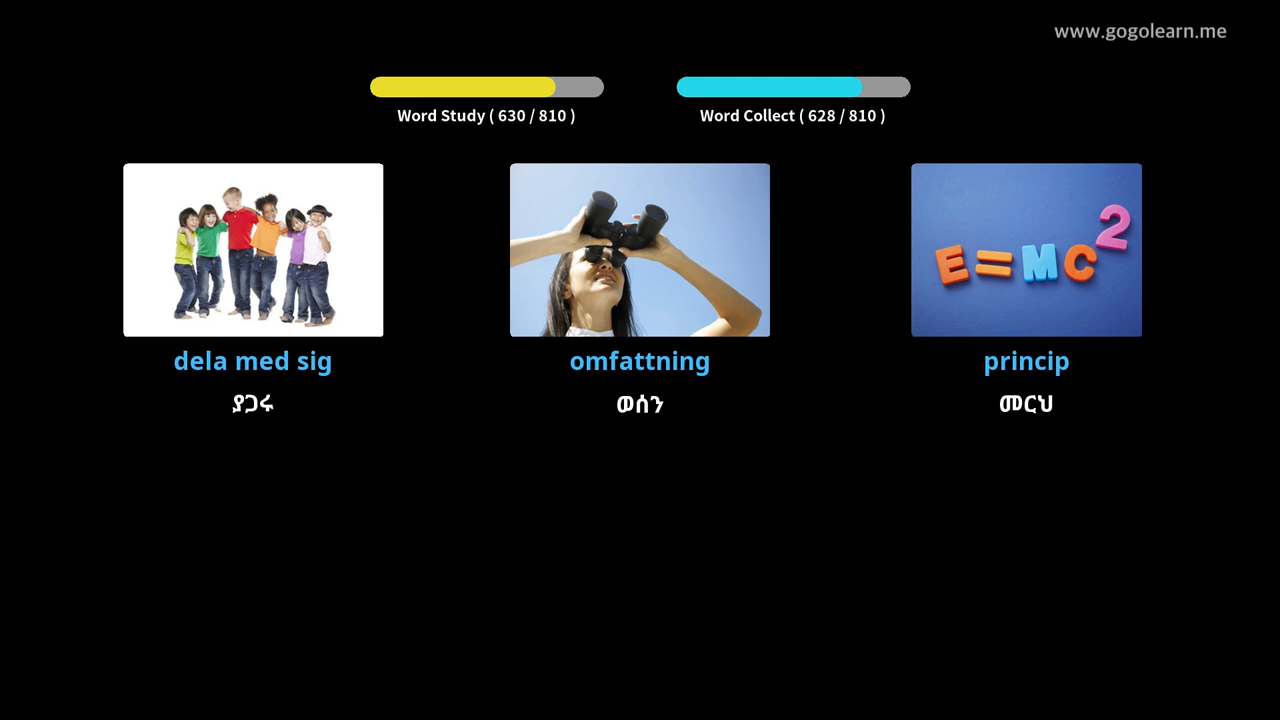 www.gogolearn.me
Word Study ( 630 / 810 )
Word Collect ( 628 / 810 )
E=MC2
dela med sig
omfattning
princip
ያጋሩ
ወሰን
መርህ